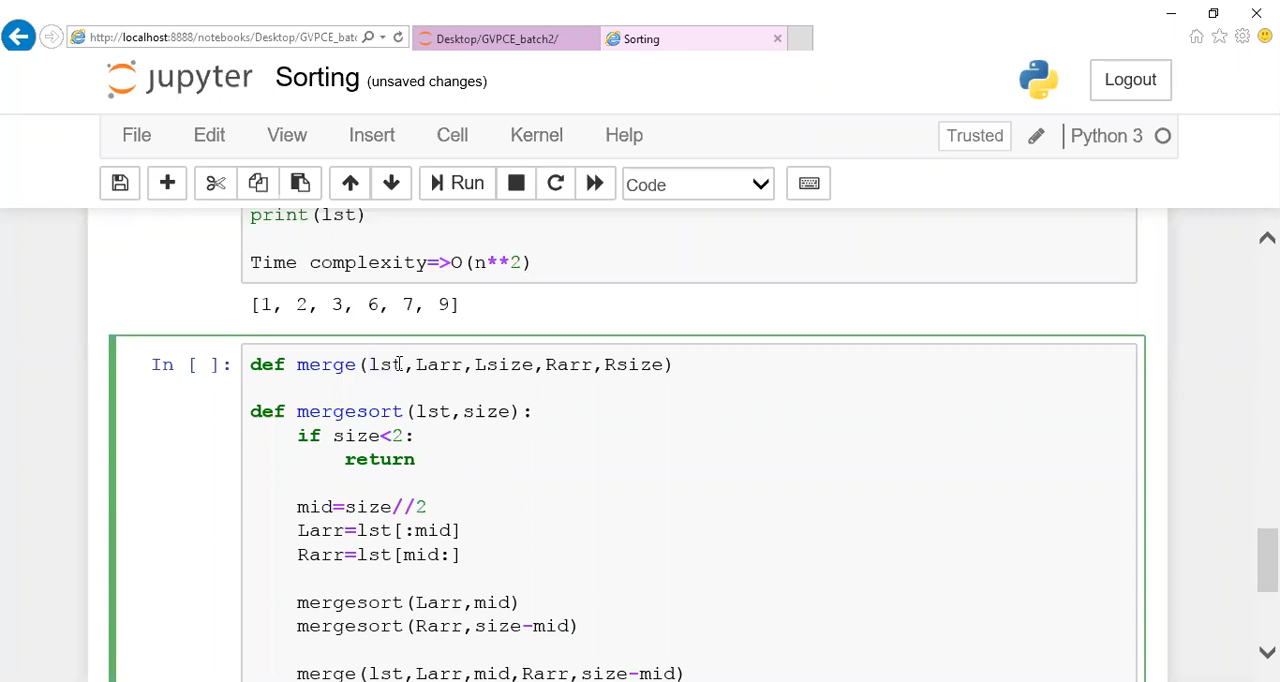 http://localhost:8888/notebooks/Desktop/GVPCE_batc
Desktop/GVPCE_batch2/
Sorting
jupyter Sorting (unsaved changes)
Logout
File Edit View Insert Cell Kernel Help
Trusted
Python 3
Run
Code
print(lst)
Time complexity=>O(n**2)
[1, 2, 3, 6, 7, 9]
In [ ]: def merge(lst,Larr,Lsize,Rarr,Rsize)
def mergesort(lst,size):
    if size<2:
        return
    mid=size//2
    Larr=lst[:mid]
    Rarr=lst[mid:]
    mergesort(Larr,mid)
    mergesort(Rarr,size-mid)
    merge(lst,Larr,mid,Rarr,size-mid)